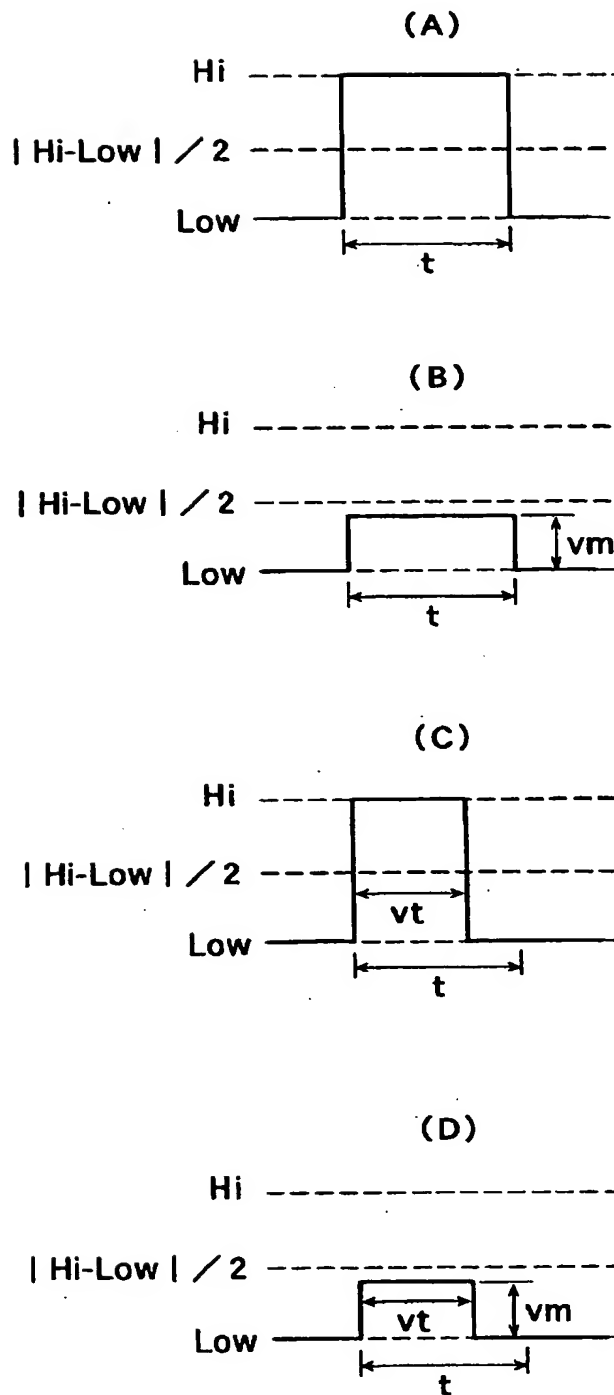 (A)
Hi
| Hi-Low | / 2
Low
t
(B)
Hi
| Hi-Low | / 2
vm
Low
t
(C)
Hi
| Hi-Low | / 2
vt
Low
t
(D)
Hi
| Hi-Low | / 2
vt
vm
Low
t